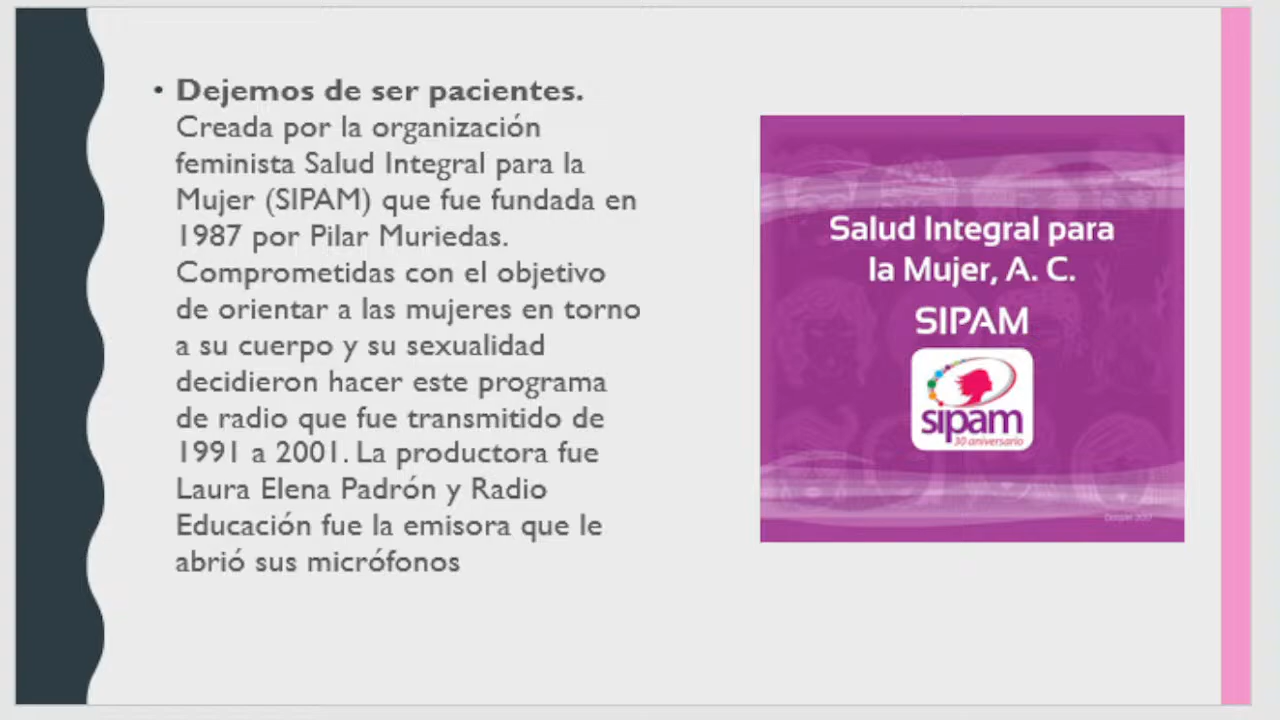 • Dejemos de ser pacientes.
Creada por la organización
feminista Salud Integral para la
Mujer (SIPAM) que fue fundada en
1987 por Pilar Muriedas.
Comprometidas con el objetivo
de orientar a las mujeres en torno
a su cuerpo y su sexualidad
decidieron hacer este programa
de radio que fue transmitido de
1991 a 2001. La productora fue
Laura Elena Padrón y Radio
Educación fue la emisora que le
abrió sus micrófonos
Salud Integral para
la Mujer, A. C.
SIPAM
sipam
30 aniversario